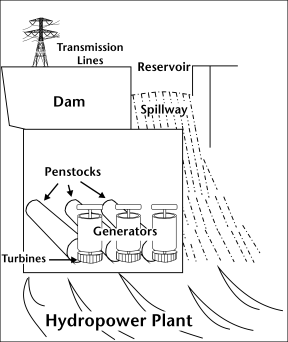 Transmission
Lines
Reservoir
Dam
Spillway
Penstocks
Generators
Turbines
Hydropower Plant